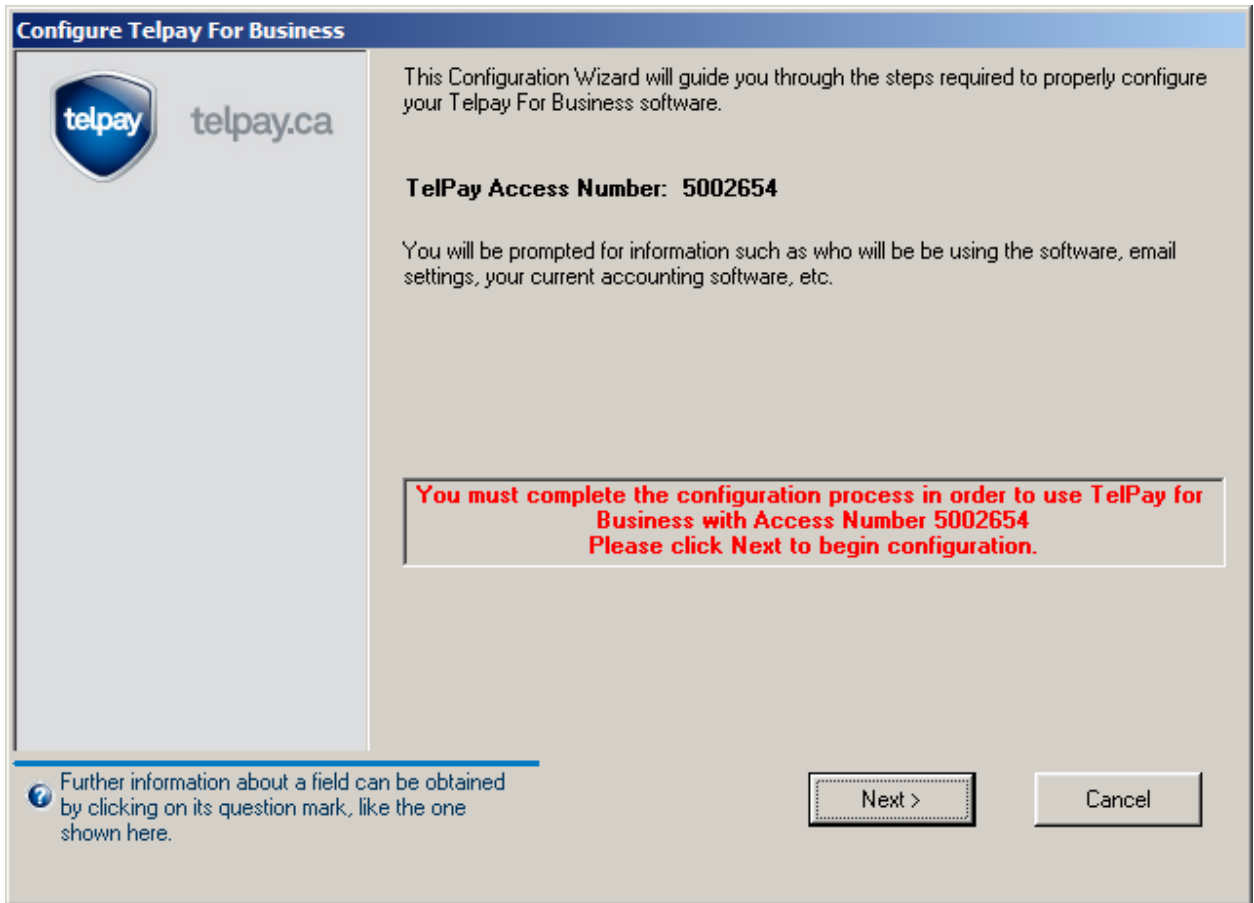 Configure Telpay For Business
telpay
telpay.ca
This Configuration Wizard will guide you through the steps required to properly configure
your Telpay For Business software.
TelPay Access Number: 5002654
You will be prompted for information such as who will be be using the software, email
settings, your current accounting software, etc.
You must complete the configuration process in order to use TelPay for
Business with Access Number 5002654
Please click Next to begin configuration.
? Further information about a field can be obtained
by clicking on its question mark, like the one
shown here.
Next >
Cancel